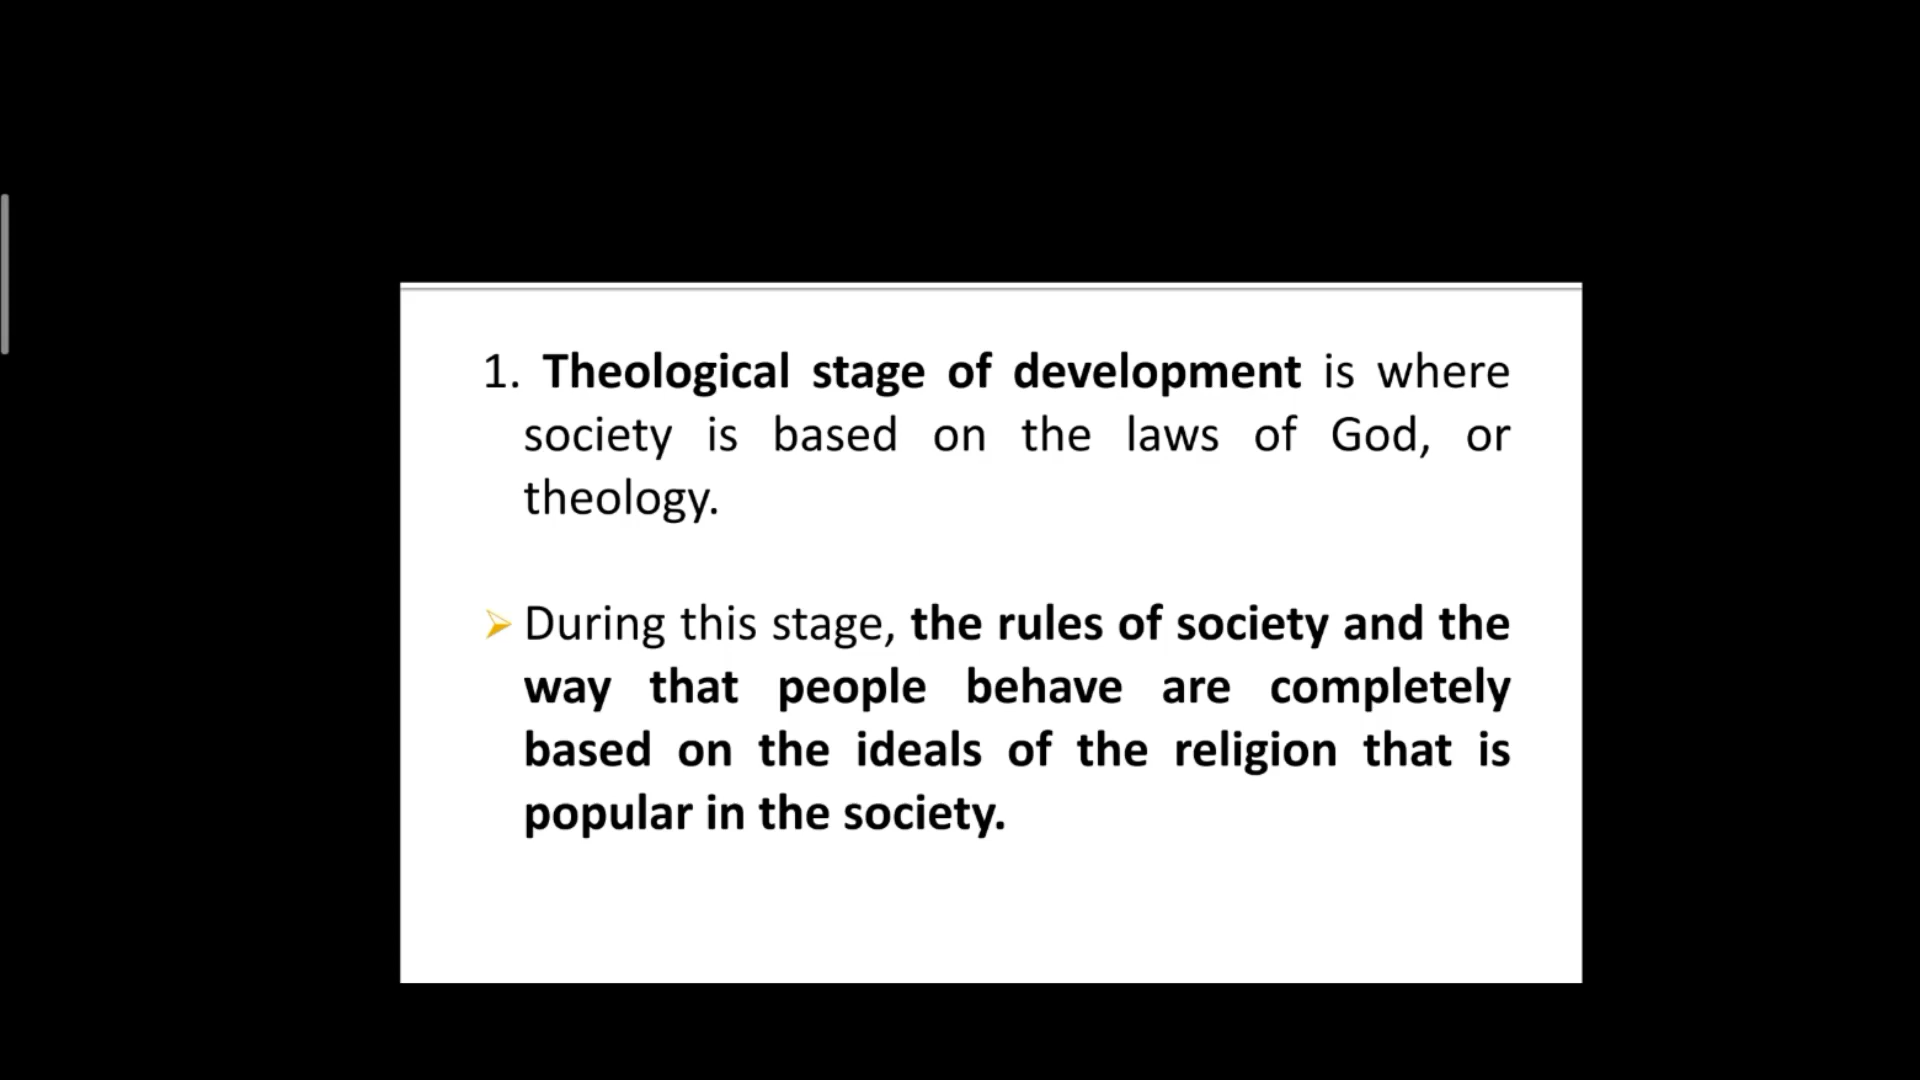 1. Theological stage of development is where
society is based on the laws of God, or
theology.
During this stage, the rules of society and the
way that people behave are completely
based on the ideals of the religion that is
popular in the society.